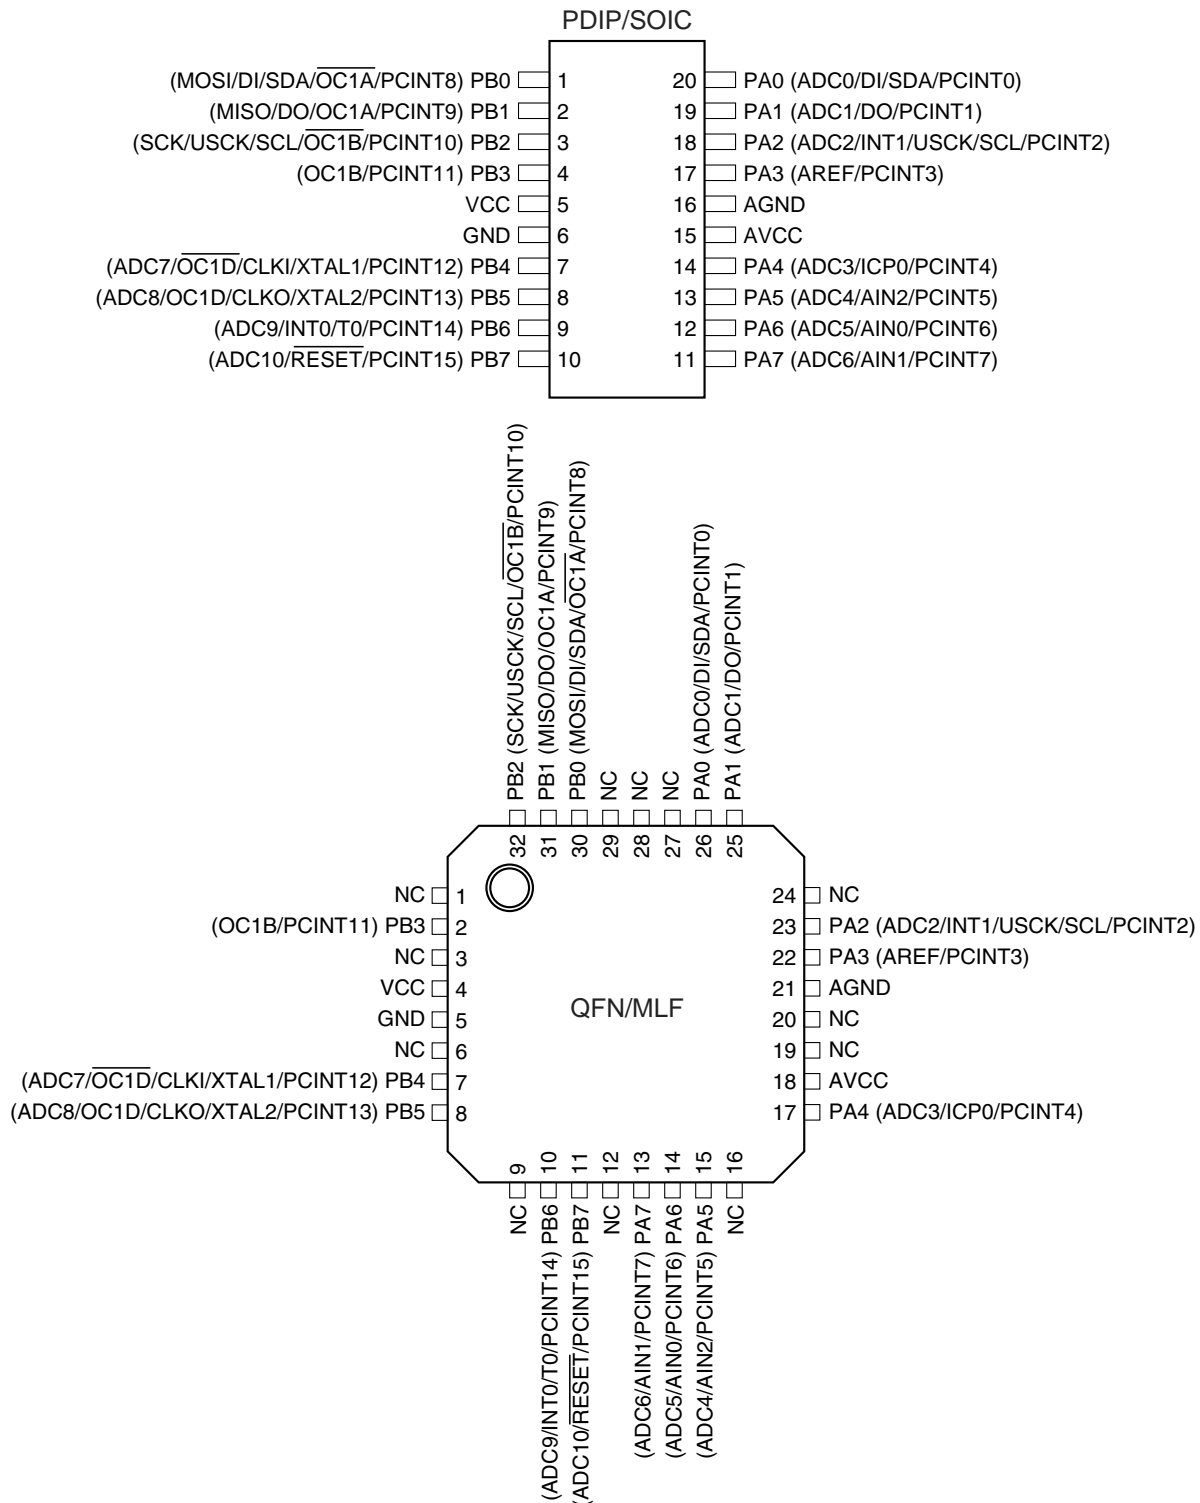 PDIP/SOIC
(MOSI/DI/SDA/OC1A/PCINT8) PB0 1 20 PA0 (ADC0/DI/SDA/PCINT0)
(MISO/DO/OC1A/PCINT9) PB1 2 19 PA1 (ADC1/DO/PCINT1)
(SCK/USCK/SCL/OC1B/PCINT10) PB2 3 18 PA2 (ADC2/INT1/USCK/SCL/PCINT2)
(OC1B/PCINT11) PB3 4 17 PA3 (AREF/PCINT3)
VCC 5 16 AGND
GND 6 15 AVCC
(ADC7/OC1D/CLKI/XTAL1/PCINT12) PB4 7 14 PA4 (ADC3/ICP0/PCINT4)
(ADC8/OC1D/CLKO/XTAL2/PCINT13) PB5 8 13 PA5 (ADC4/AIN2/PCINT5)
(ADC9/INT0/T0/PCINT14) PB6 9 12 PA6 (ADC5/AIN0/PCINT6)
(ADC10/RESET/PCINT15) PB7 10 11 PA7 (ADC6/AIN1/PCINT7)
PB2 (SCK/USCK/SCL/OC1B/PCINT10)
PB1 (MISO/DO/OC1A/PCINT9)
PB0 (MOSI/DI/SDA/OC1A/PCINT8)
NC
NC
NC
PA0 (ADC0/DI/SDA/PCINT0)
PA1 (ADC1/DO/PCINT1)
32 31 30 29 28 27 26 25
NC 1 24 NC
(OC1B/PCINT11) PB3 2 23 PA2 (ADC2/INT1/USCK/SCL/PCINT2)
NC 3 22 PA3 (AREF/PCINT3)
VCC 4 21 AGND
QFN/MLF
GND 5 20 NC
NC 6 19 NC
(ADC7/OC1D/CLKI/XTAL1/PCINT12) PB4 7 18 AVCC
(ADC8/OC1D/CLKO/XTAL2/PCINT13) PB5 8 17 PA4 (ADC3/ICP0/PCINT4)
9 10 11 12 13 14 15 16
NC
(ADC9/INT0/T0/PCINT14) PB6
(ADC10/RESET/PCINT15) PB7
NC
(ADC6/AIN1/PCINT7) PA7
(ADC5/AIN0/PCINT6) PA6
(ADC4/AIN2/PCINT5) PA5
NC